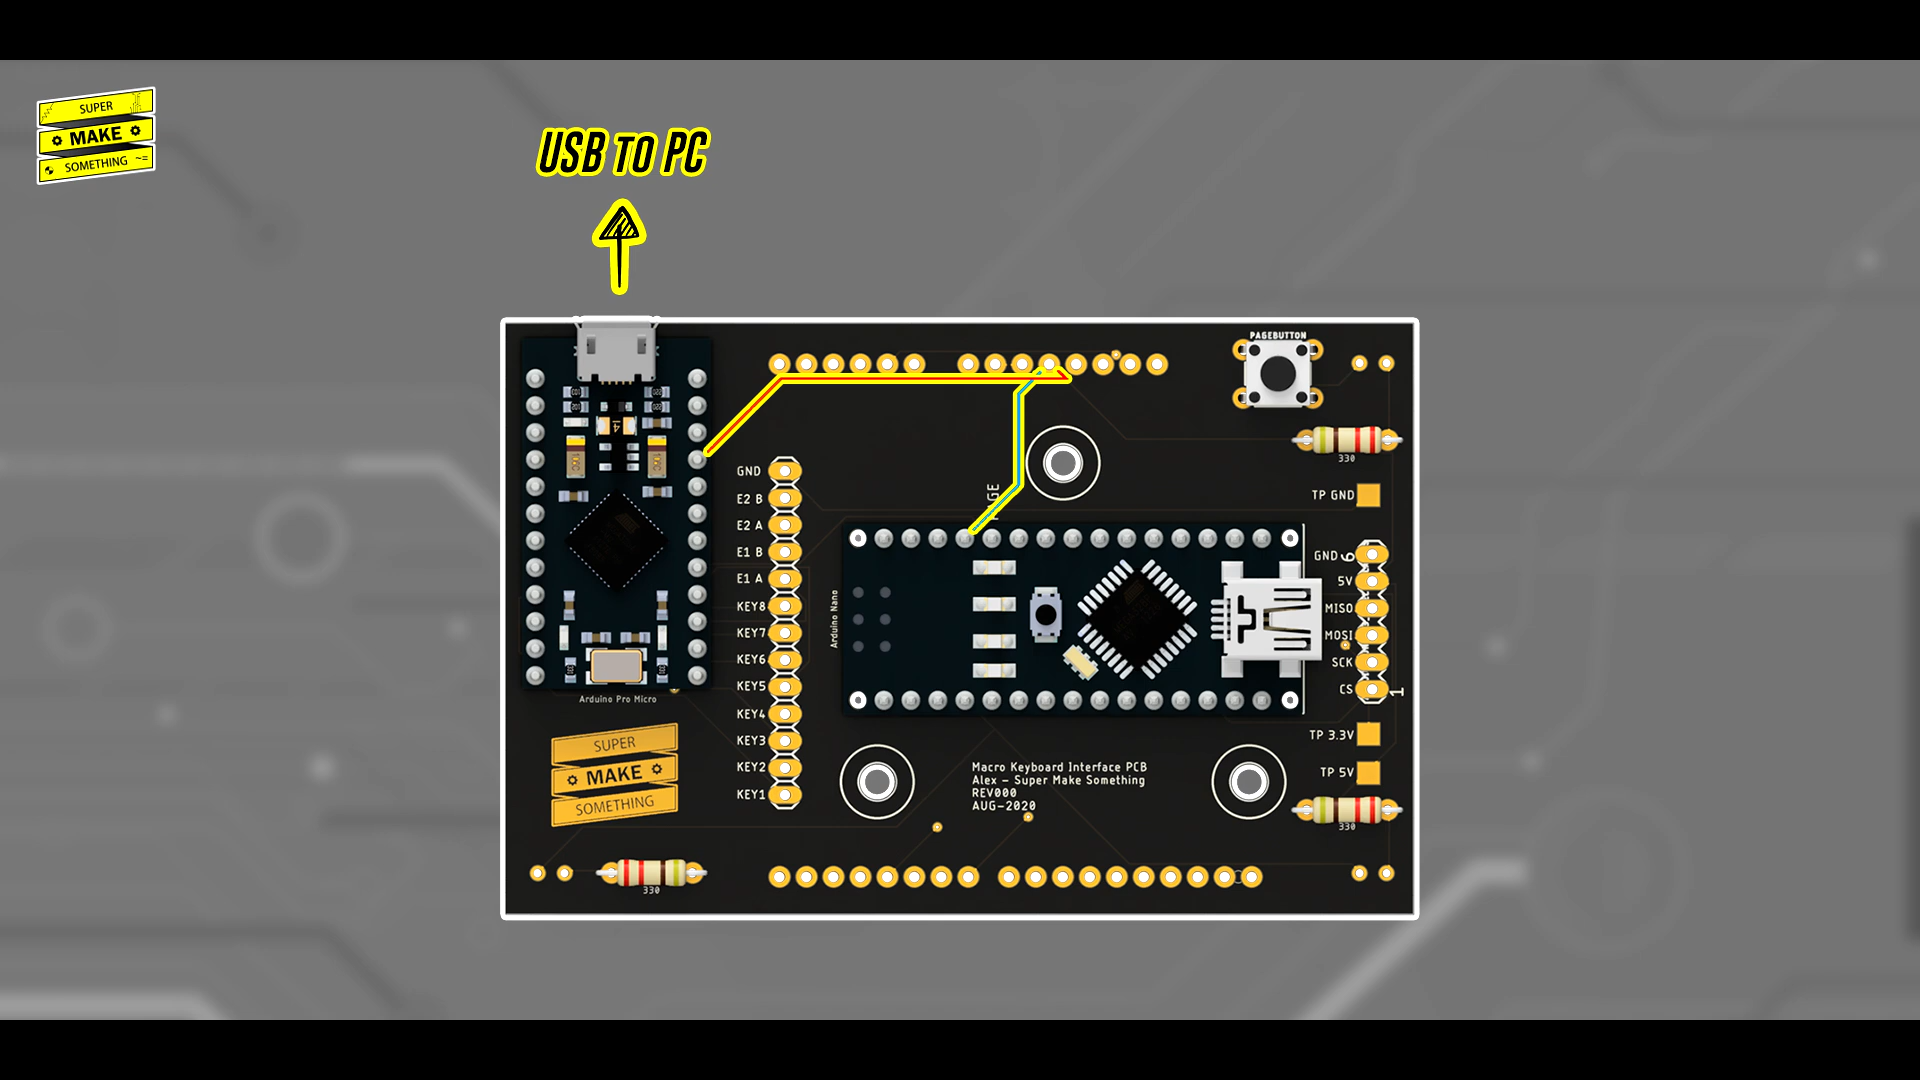 SUPER
MAKE
SOMETHING
USB TO PC
PAGEBUTTON
330
TP GND
GND
E2 B
E2 A
E1 B
E1 A
KEY8
KEY7
KEY6
KEY5
KEY4
KEY3
KEY2
KEY1
Arduino Nano
GND 6
5V
MISO
MOSI
SCK
CS 1
TP 3.3V
TP 5V
330
Arduino Pro Micro
SUPER
MAKE
SOMETHING
Macro Keyboard Interface PCB
Alex - Super Make Something
REV000
AUG-2020
330